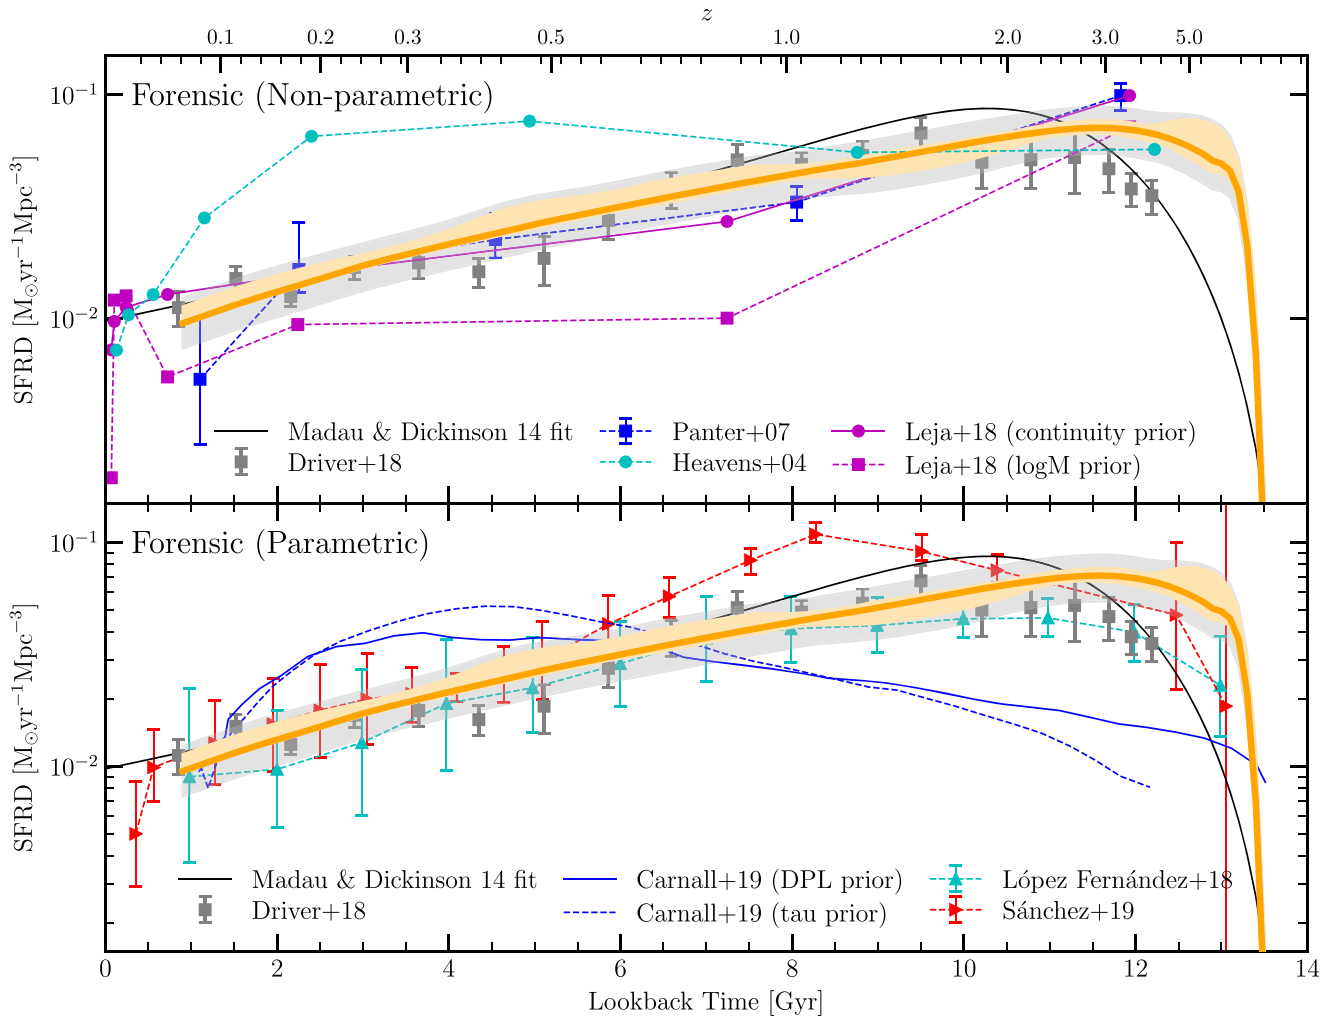 z
0.1 0.2 0.3 0.5 1.0 2.0 3.0 5.0
10−1
Forensic (Non-parametric)
SFRD [M⊙yr−1Mpc−3]
10−2
Madau & Dickinson 14 fit
Driver+18
Panter+07
Heavens+04
Leja+18 (continuity prior)
Leja+18 (logM prior)
10−1
Forensic (Parametric)
SFRD [M⊙yr−1Mpc−3]
10−2
Madau & Dickinson 14 fit
Driver+18
Carnall+19 (DPL prior)
Carnall+19 (tau prior)
López Fernández+18
Sánchez+19
0 2 4 6 8 10 12 14
Lookback Time [Gyr]